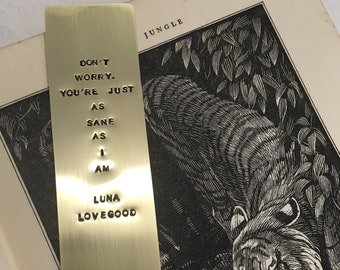 JUNGLE
DON'T
WORRY.
YOU'RE JUST
AS
SANE
AS
I
AM
LUNA
LOVEGOOD